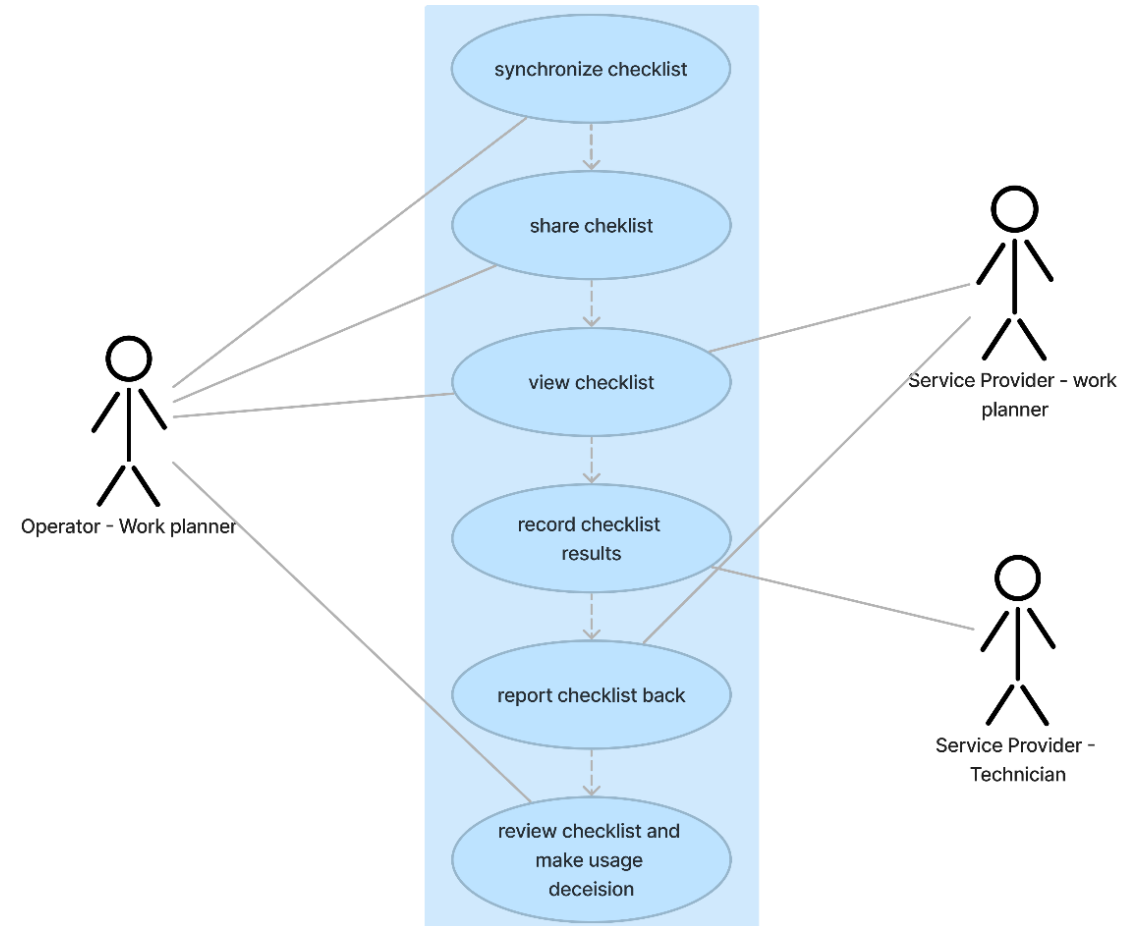 synchronize checklist
share cheklist
view checklist
Service Provider - work
planner
record checklist
results
Operator - Work planner
report checklist back
Service Provider -
Technician
review checklist and
make usage
deceision